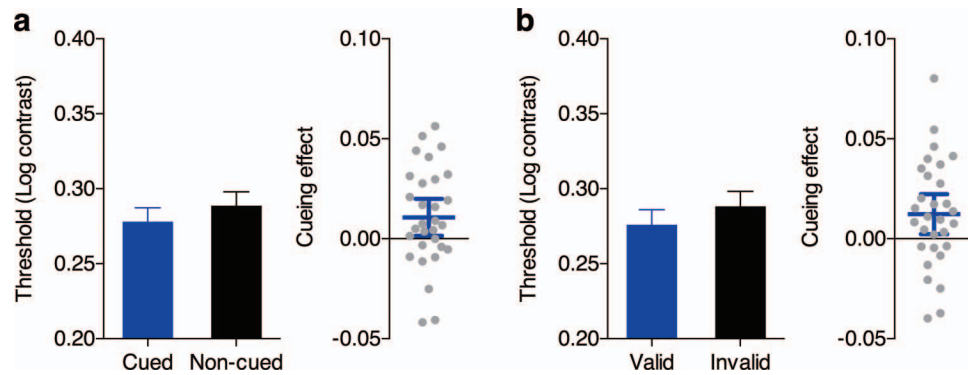 a
Threshold (Log contrast)
0.40
0.35
0.30
0.25
0.20
Cued Non-cued
Cueing effect
0.10
0.05
0.00
-0.05
b
Threshold (Log contrast)
0.40
0.35
0.30
0.25
0.20
Valid Invalid
Cueing effect
0.10
0.05
0.00
-0.05